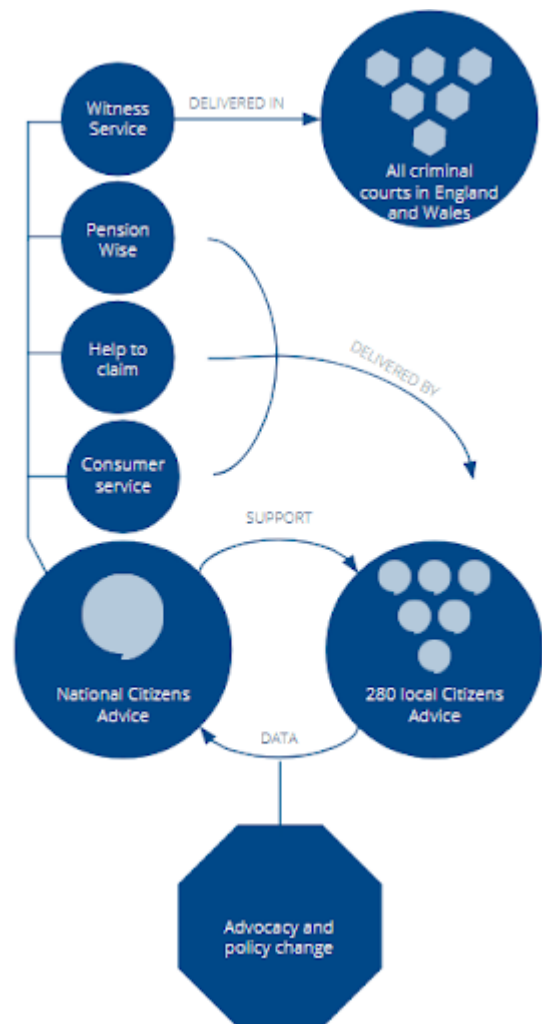 Witness
Service
DELIVERED IN
All criminal
courts in England
and Wales
Pension
Wise
Help to
claim
DELIVERED BY
Consumer
service
SUPPORT
National Citizens
Advice
280 local Citizens
Advice
DATA
Advocacy and
policy change